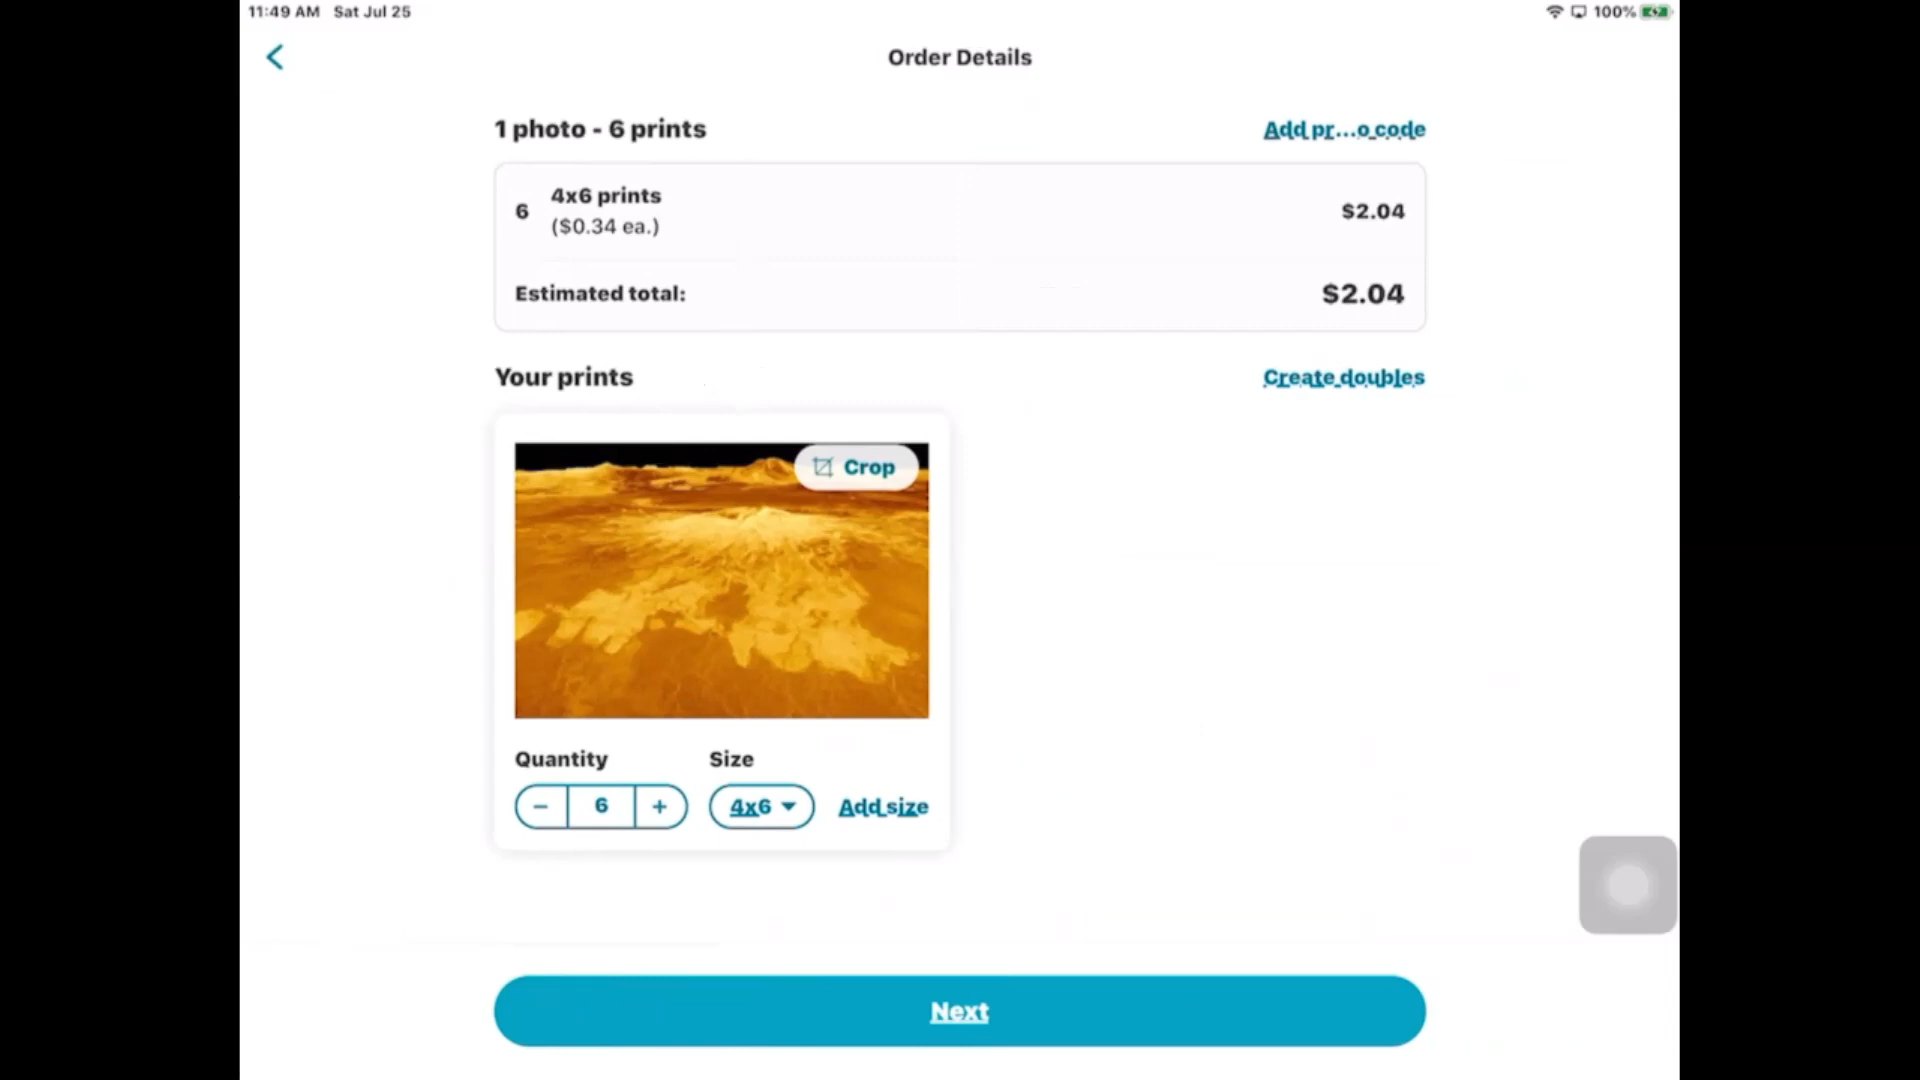 11:49 AM Sat Jul 25
100%
Order Details
1 photo - 6 prints
Add pr...o code
6
4x6 prints
($0.34 ea.)
$2.04
Estimated total:
$2.04
Your prints
Create doubles
Crop
Quantity
Size
− 6 +
4x6
Add size
Next